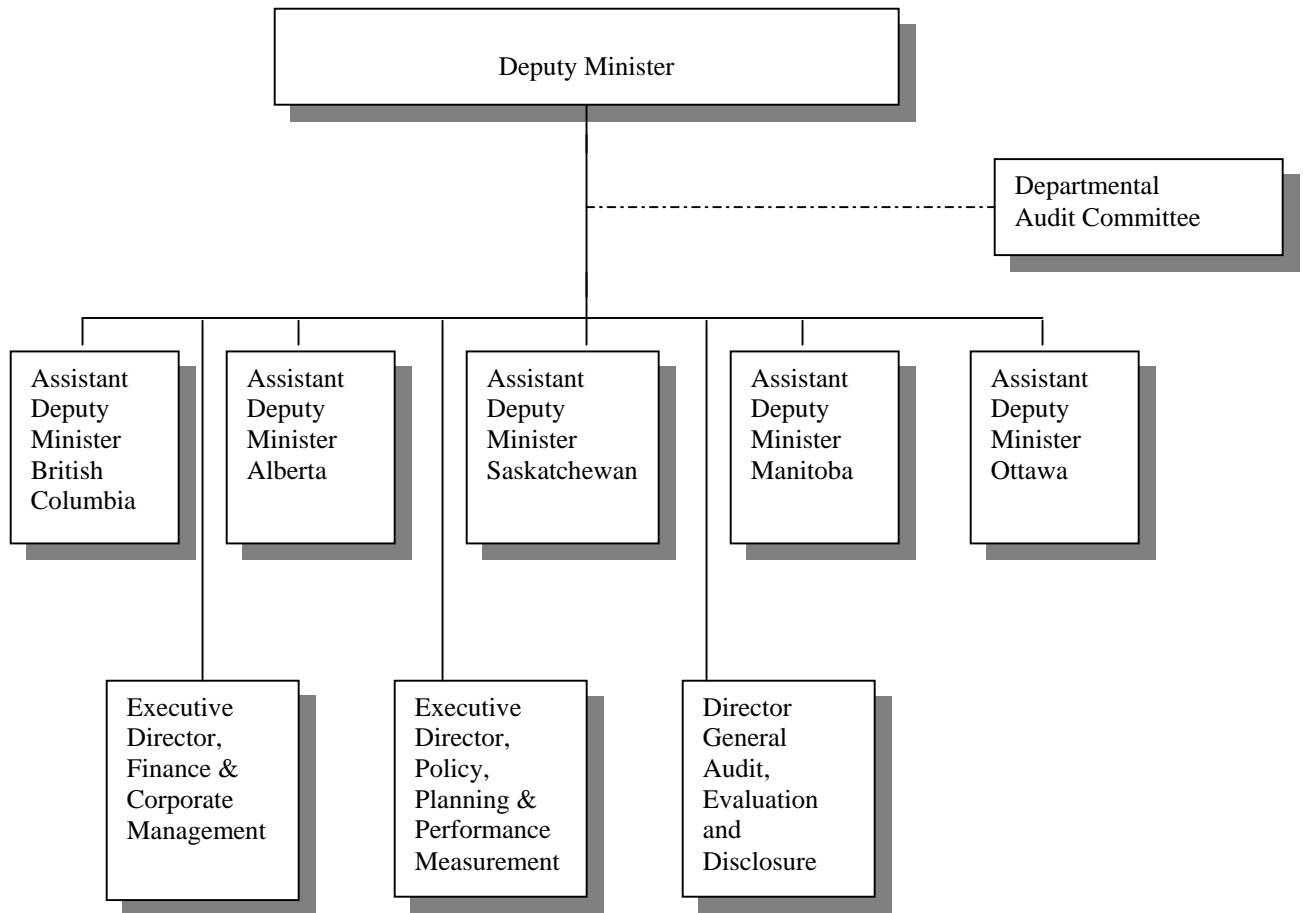 Deputy Minister
Departmental
Audit Committee
Assistant
Deputy
Minister
British
Columbia
Assistant
Deputy
Minister
Alberta
Assistant
Deputy
Minister
Saskatchewan
Assistant
Deputy
Minister
Manitoba
Assistant
Deputy
Minister
Ottawa
Executive
Director,
Finance &
Corporate
Management
Executive
Director,
Policy,
Planning &
Performance
Measurement
Director
General
Audit,
Evaluation
and
Disclosure